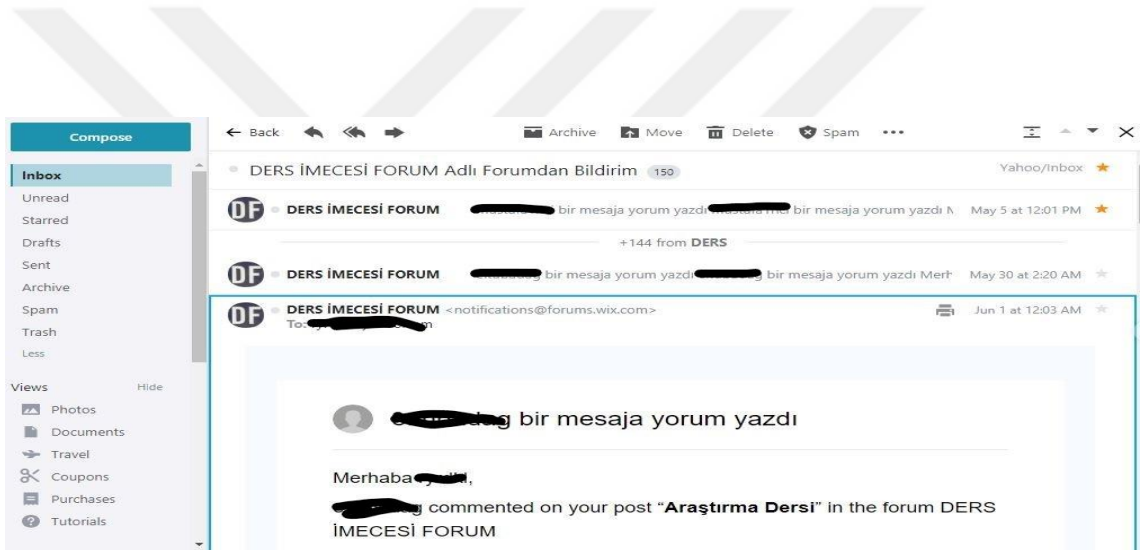 Compose
← Back Archive Move Delete Spam •••
Inbox
Unread
Starred
Drafts
Sent
Archive
Spam
Trash
Less
Views Hide
Photos
Documents
Travel
Coupons
Purchases
Tutorials
DERS İMECESİ FORUM Adlı Forumdan Bildirim 150 Yahoo/Inbox
DF DERS İMECESİ FORUM bir mesaja yorum yazdı bir mesaja yorum yazdı May 5 at 12:01 PM
+144 from DERS
DF DERS İMECESİ FORUM bir mesaja yorum yazdı bir mesaja yorum yazdı Merh May 30 at 2:20 AM
DF DERS İMECESİ FORUM <notifications@forums.wix.com> Jun 1 at 12:03 AM
To:
bir mesaja yorum yazdı
Merhaba ,
commented on your post “Araştırma Dersi” in the forum DERS
İMECESİ FORUM